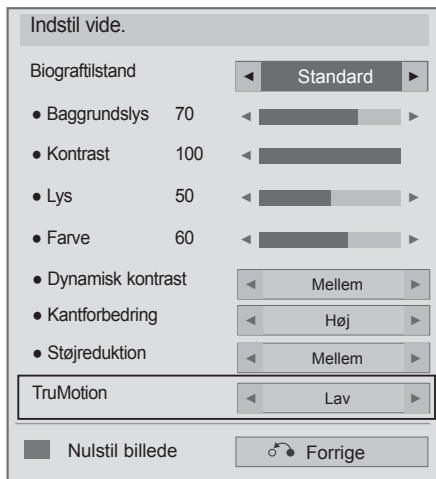 Indstil vide.
Biograftilstand ◄ Standard ►
● Baggrundslys 70
● Kontrast 100
● Lys 50
● Farve 60
● Dynamisk kontrast ◄ Mellem ►
● Kantforbedring ◄ Høj ►
● Støjreduktion ◄ Mellem ►
TruMotion ◄ Lav ►
Nulstil billede Forrige